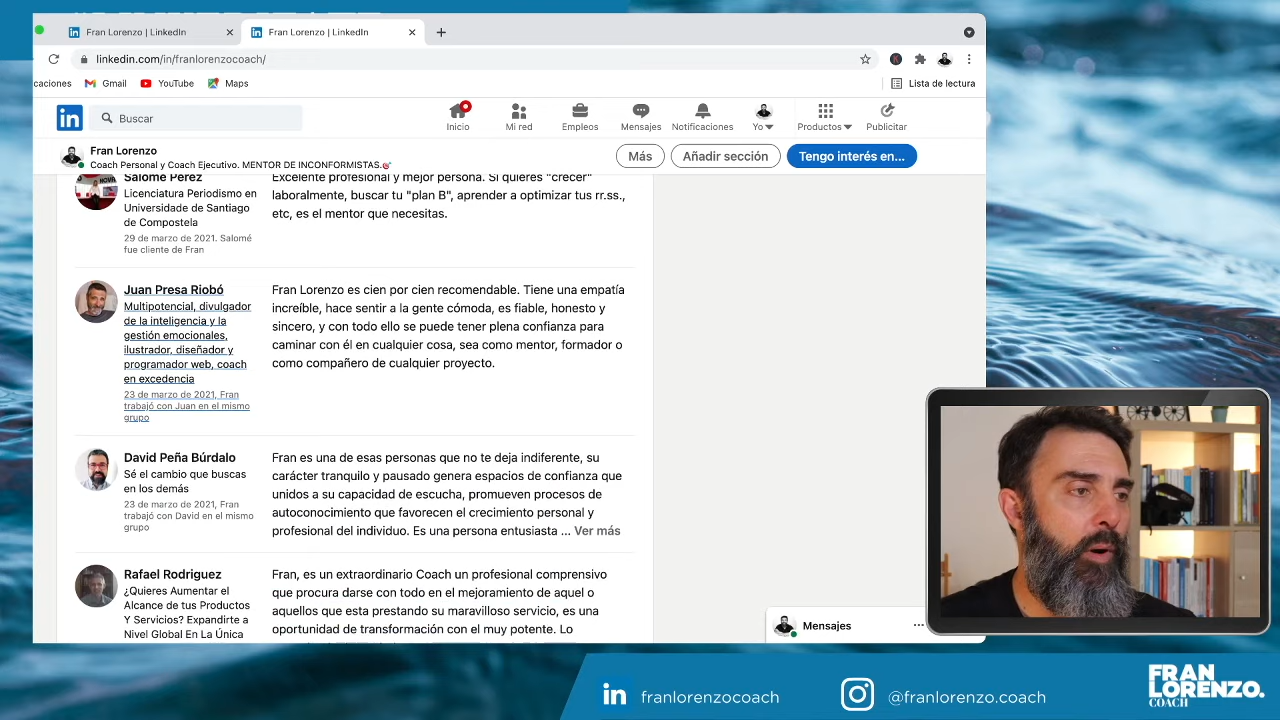 Fran Lorenzo | LinkedIn
Fran Lorenzo | LinkedIn
linkedin.com/in/franlorenzocoach/
caciones
Gmail
YouTube
Maps
Lista de lectura
in
Buscar
Inicio
Mi red
Empleos
Mensajes
Notificaciones
Yo
Productos
Publicitar
Fran Lorenzo
Coach Personal y Coach Ejecutivo. MENTOR DE INCONFORMISTAS.
Más
Añadir sección
Tengo interés en...
Salomé Pérez
Licenciatura Periodismo en
Universidade de Santiago
de Compostela
29 de marzo de 2021. Salomé
fue cliente de Fran
Excelente profesional y mejor persona. Si quieres "crecer"
laboralmente, buscar tu "plan B", aprender a optimizar tus rr.ss.,
etc, es el mentor que necesitas.
Juan Presa Riobó
Multipotencial, divulgador
de la inteligencia y la
gestión emocionales,
ilustrador, diseñador y
programador web, coach
en excedencia
23 de marzo de 2021, Fran
trabajó con Juan en el mismo
grupo
Fran Lorenzo es cien por cien recomendable. Tiene una empatía
increíble, hace sentir a la gente cómoda, es fiable, honesto y
sincero, y con todo ello se puede tener plena confianza para
caminar con él en cualquier cosa, sea como mentor, formador o
como compañero de cualquier proyecto.
David Peña Búrdalo
Sé el cambio que buscas
en los demás
23 de marzo de 2021, Fran
trabajó con David en el mismo
grupo
Fran es una de esas personas que no te deja indiferente, su
carácter tranquilo y pausado genera espacios de confianza que
unidos a su capacidad de escucha, promueven procesos de
autoconocimiento que favorecen el crecimiento personal y
profesional del individuo. Es una persona entusiasta ... Ver más
Rafael Rodriguez
¿Quieres Aumentar el
Alcance de tus Productos
Y Servicios? Expandirte a
Nivel Global En La Única
Fran, es un extraordinario Coach un profesional comprensivo
que procura darse con todo en el mejoramiento de aquel o
aquellos que esta prestando su maravilloso servicio, es una
oportunidad de transformación con el muy potente. Lo
Mensajes
in franlorenzocoach
@franlorenzo.coach
FRAN
LORENZO.
COACH